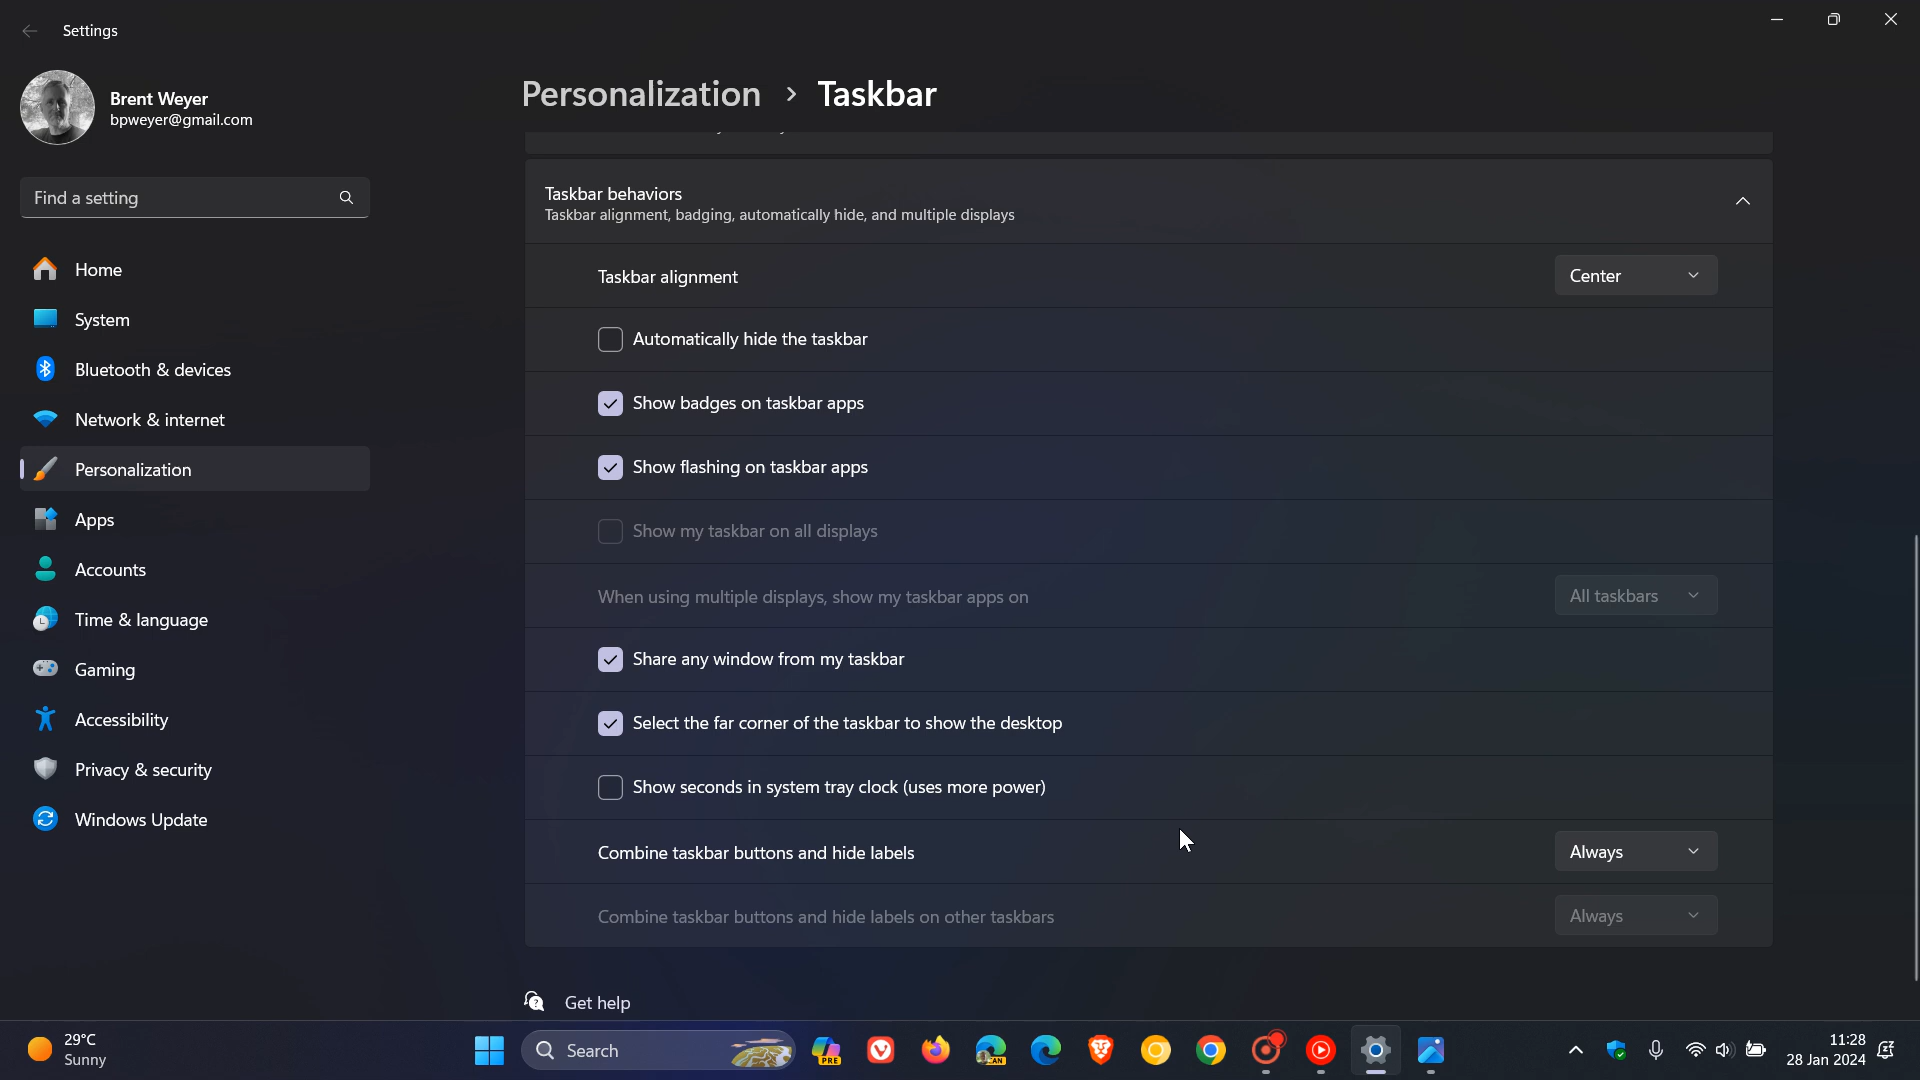 Settings
Brent Weyer
bpweyer@gmail.com
Find a setting
Home
System
Bluetooth & devices
Network & internet
Personalization
Apps
Accounts
Time & language
Gaming
Accessibility
Privacy & security
Windows Update
Personalization > Taskbar
Taskbar behaviors
Taskbar alignment, badging, automatically hide, and multiple displays
Taskbar alignment
Center
Automatically hide the taskbar
Show badges on taskbar apps
Show flashing on taskbar apps
Show my taskbar on all displays
When using multiple displays, show my taskbar apps on
All taskbars
Share any window from my taskbar
Select the far corner of the taskbar to show the desktop
Show seconds in system tray clock (uses more power)
Combine taskbar buttons and hide labels
Always
Combine taskbar buttons and hide labels on other taskbars
Always
Get help
29°C
Sunny
Search
PRE
CAN
11:28
28 Jan 2024